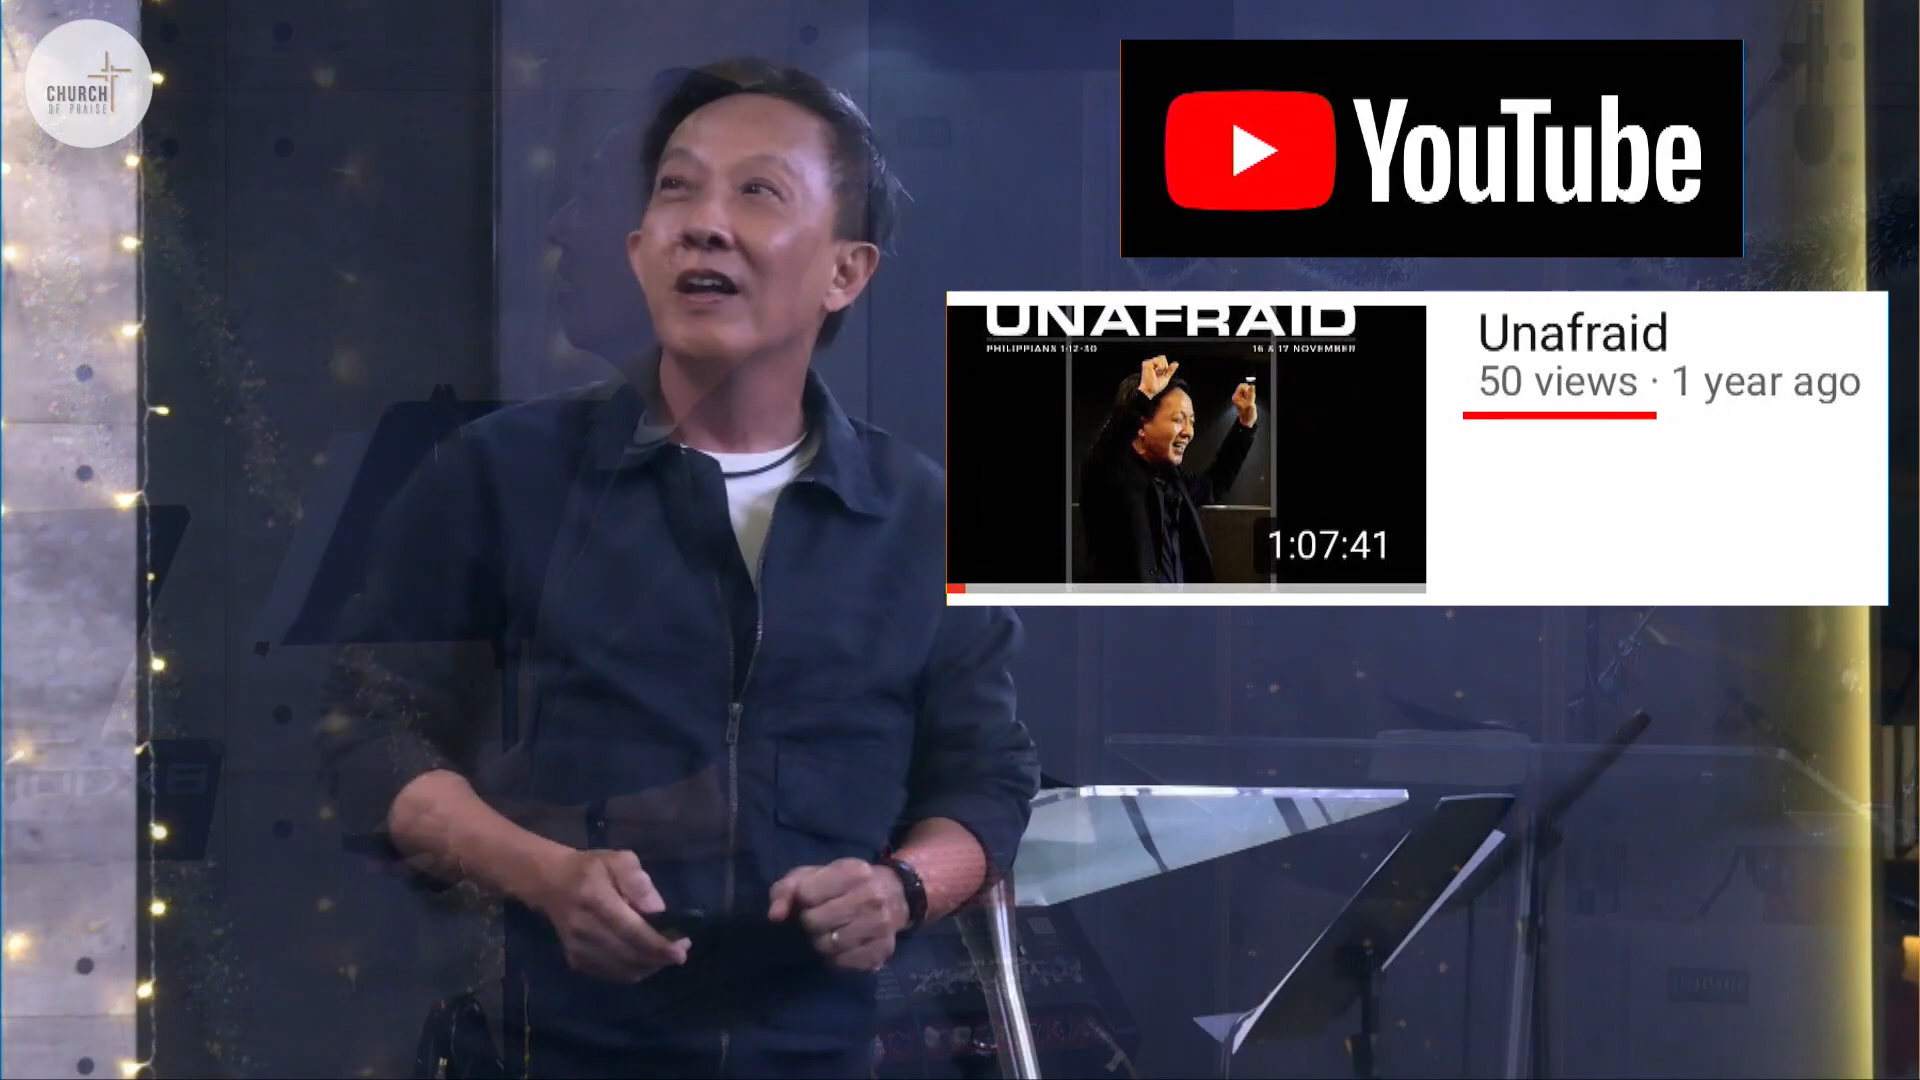 CHURCH
OF PRAISE
YouTube
UNAFRAID
PHILIPPIANS 1:12-30
16 & 17 NOVEMBER
1:07:41
Unafraid
50 views · 1 year ago